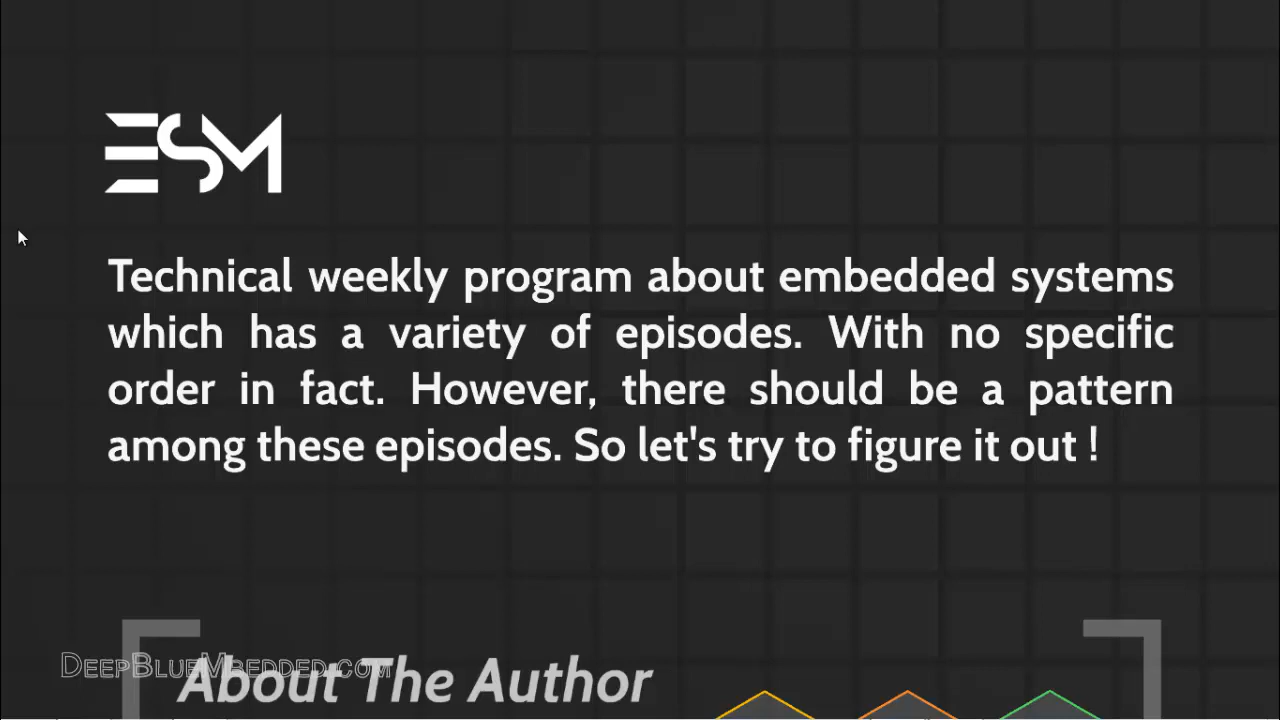 ESM
Technical weekly program about embedded systems
which has a variety of episodes. With no specific
order in fact. However, there should be a pattern
among these episodes. So let's try to figure it out !
DeepBlueMbedded.com
About The Author